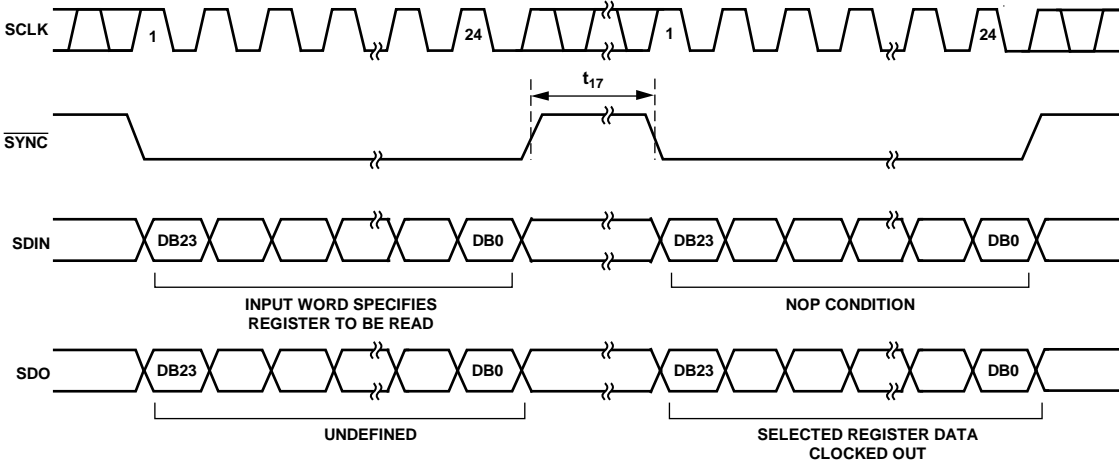 SCLK
1
24
1
24
t17
SYNC
SDIN
DB23
DB0
DB23
DB0
INPUT WORD SPECIFIES
REGISTER TO BE READ
NOP CONDITION
SDO
DB23
DB0
DB23
DB0
UNDEFINED
SELECTED REGISTER DATA
CLOCKED OUT